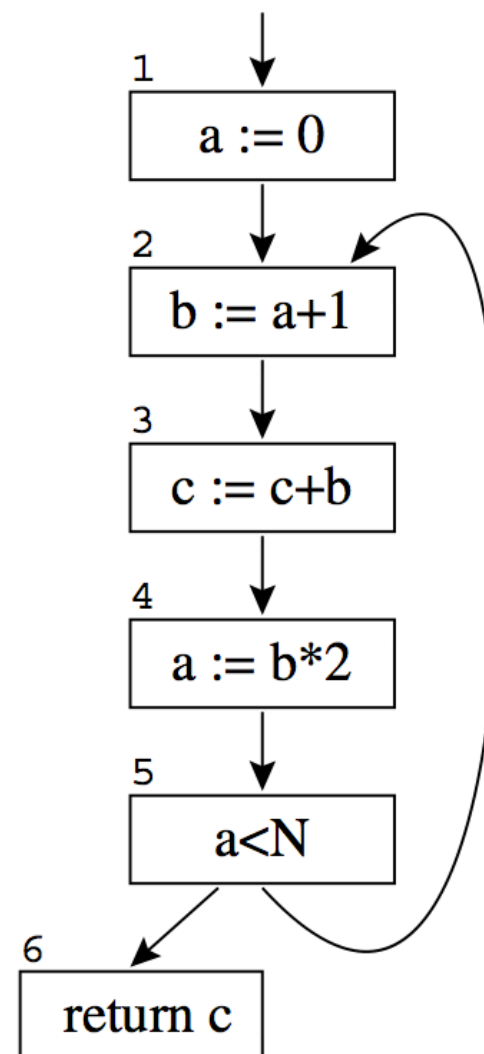 1
a := 0
2
b := a+1
3
c := c+b
4
a := b*2
5
a<N
6
return c